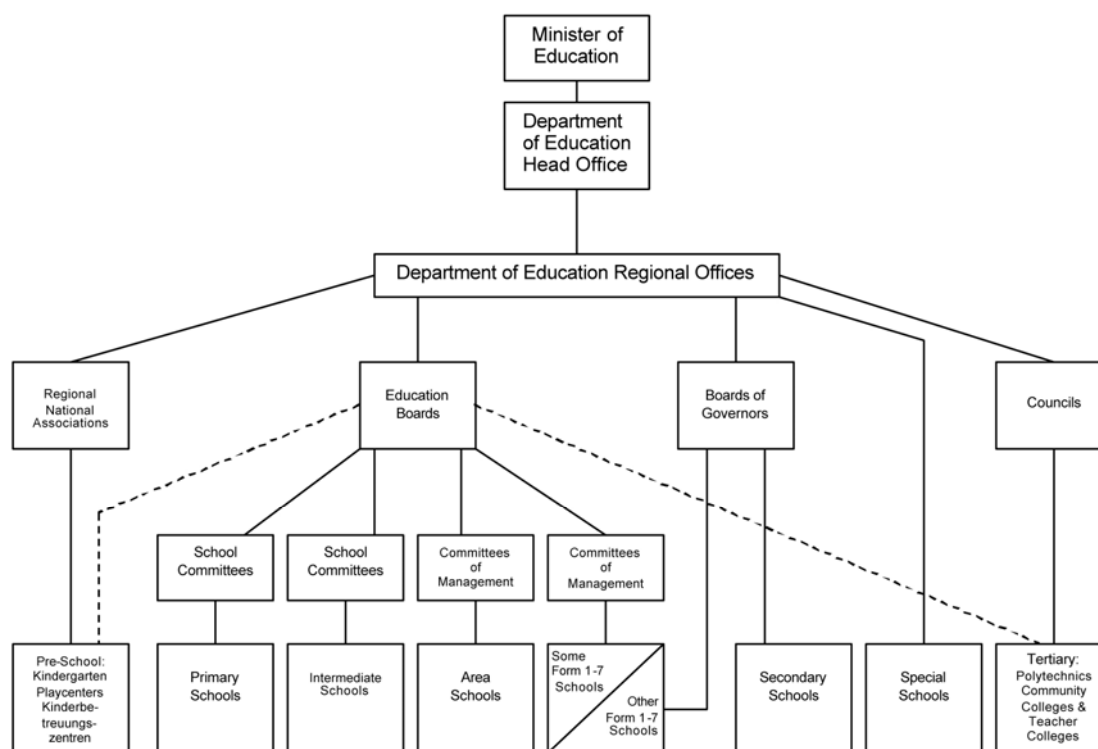 Minister of
Education
Department
of Education
Head Office
Department of Education Regional Offices
Regional
National
Associations
Education
Boards
Boards of
Governors
Councils
School
Committees
School
Committees
Committees
of
Management
Committees
of
Management
Pre-School:
Kindergarten
Playcenters
Kinderbe-
treuungs-
zentren
Primary
Schools
Intermediate
Schools
Area
Schools
Some
Form 1-7
Schools
Other
Form 1-7
Schools
Secondary
Schools
Special
Schools
Tertiary:
Polytechnics
Community
Colleges &
Teacher
Colleges